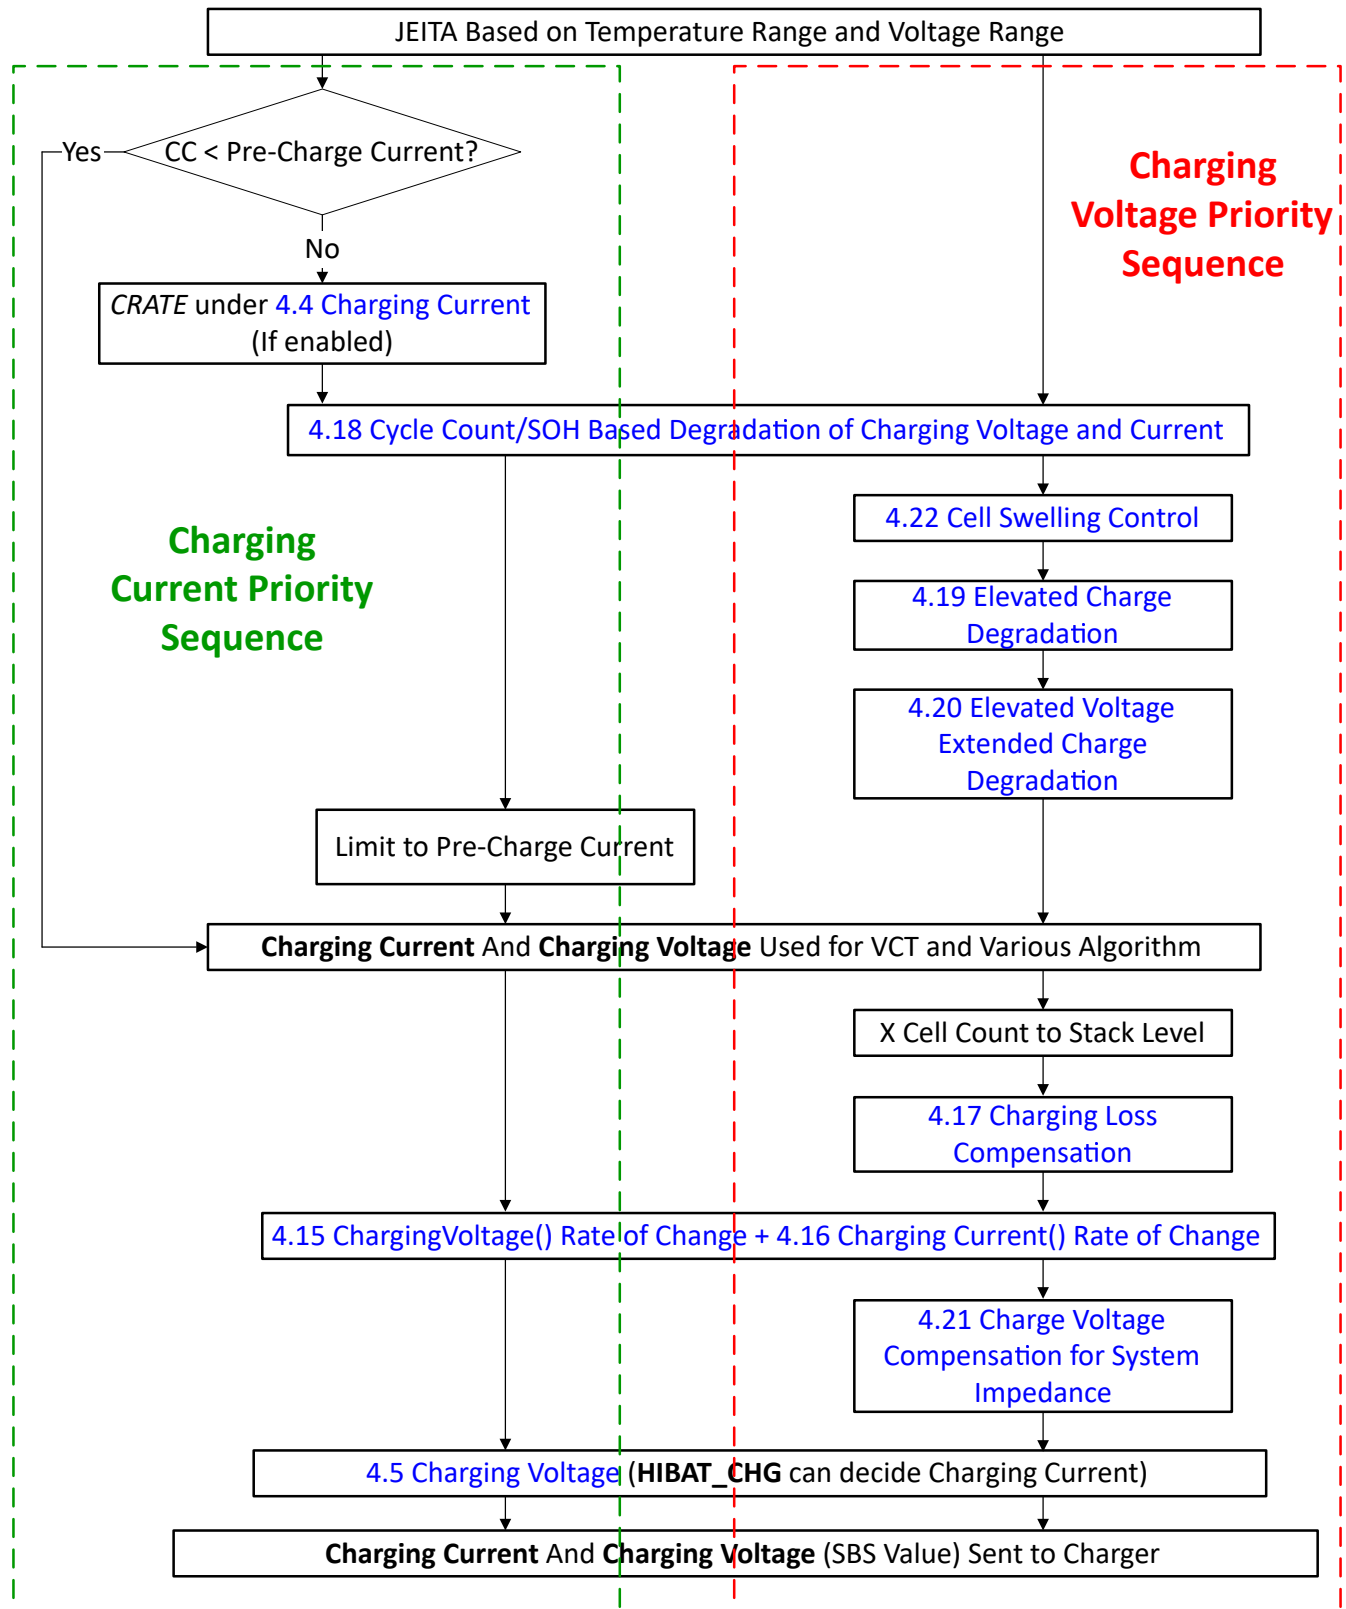 JEITA Based on Temperature Range and Voltage Range
Yes
CC < Pre-Charge Current?
No
CRATE under 4.4 Charging Current
(If enabled)
Charging
Voltage Priority
Sequence
4.18 Cycle Count/SOH Based Degradation of Charging Voltage and Current
4.22 Cell Swelling Control
Charging
Current Priority
Sequence
4.19 Elevated Charge
Degradation
4.20 Elevated Voltage
Extended Charge
Degradation
Limit to Pre-Charge Current
Charging Current And Charging Voltage Used for VCT and Various Algorithm
X Cell Count to Stack Level
4.17 Charging Loss
Compensation
4.15 ChargingVoltage() Rate of Change + 4.16 Charging Current() Rate of Change
4.21 Charge Voltage
Compensation for System
Impedance
4.5 Charging Voltage (HIBAT_CHG can decide Charging Current)
Charging Current And Charging Voltage (SBS Value) Sent to Charger